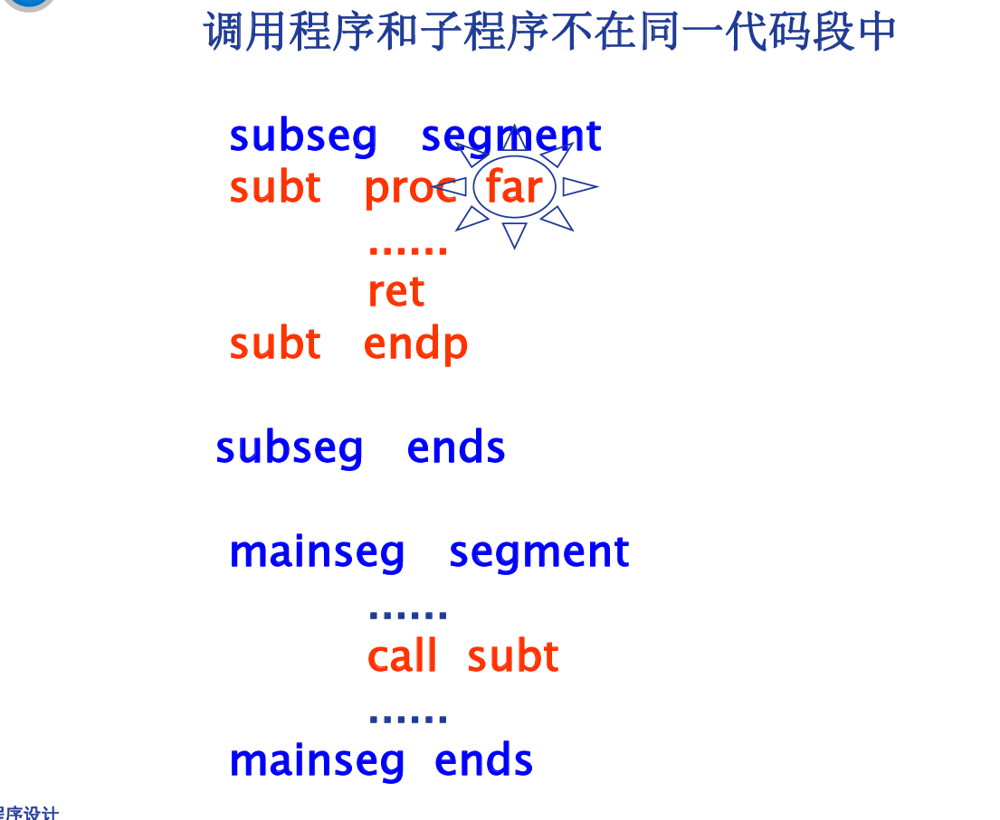 调用程序和子程序不在同一代码段中
subseg segment
subt proc far
......
ret
subt endp
subseg ends
mainseg segment
......
call subt
......
mainseg ends
程序设计